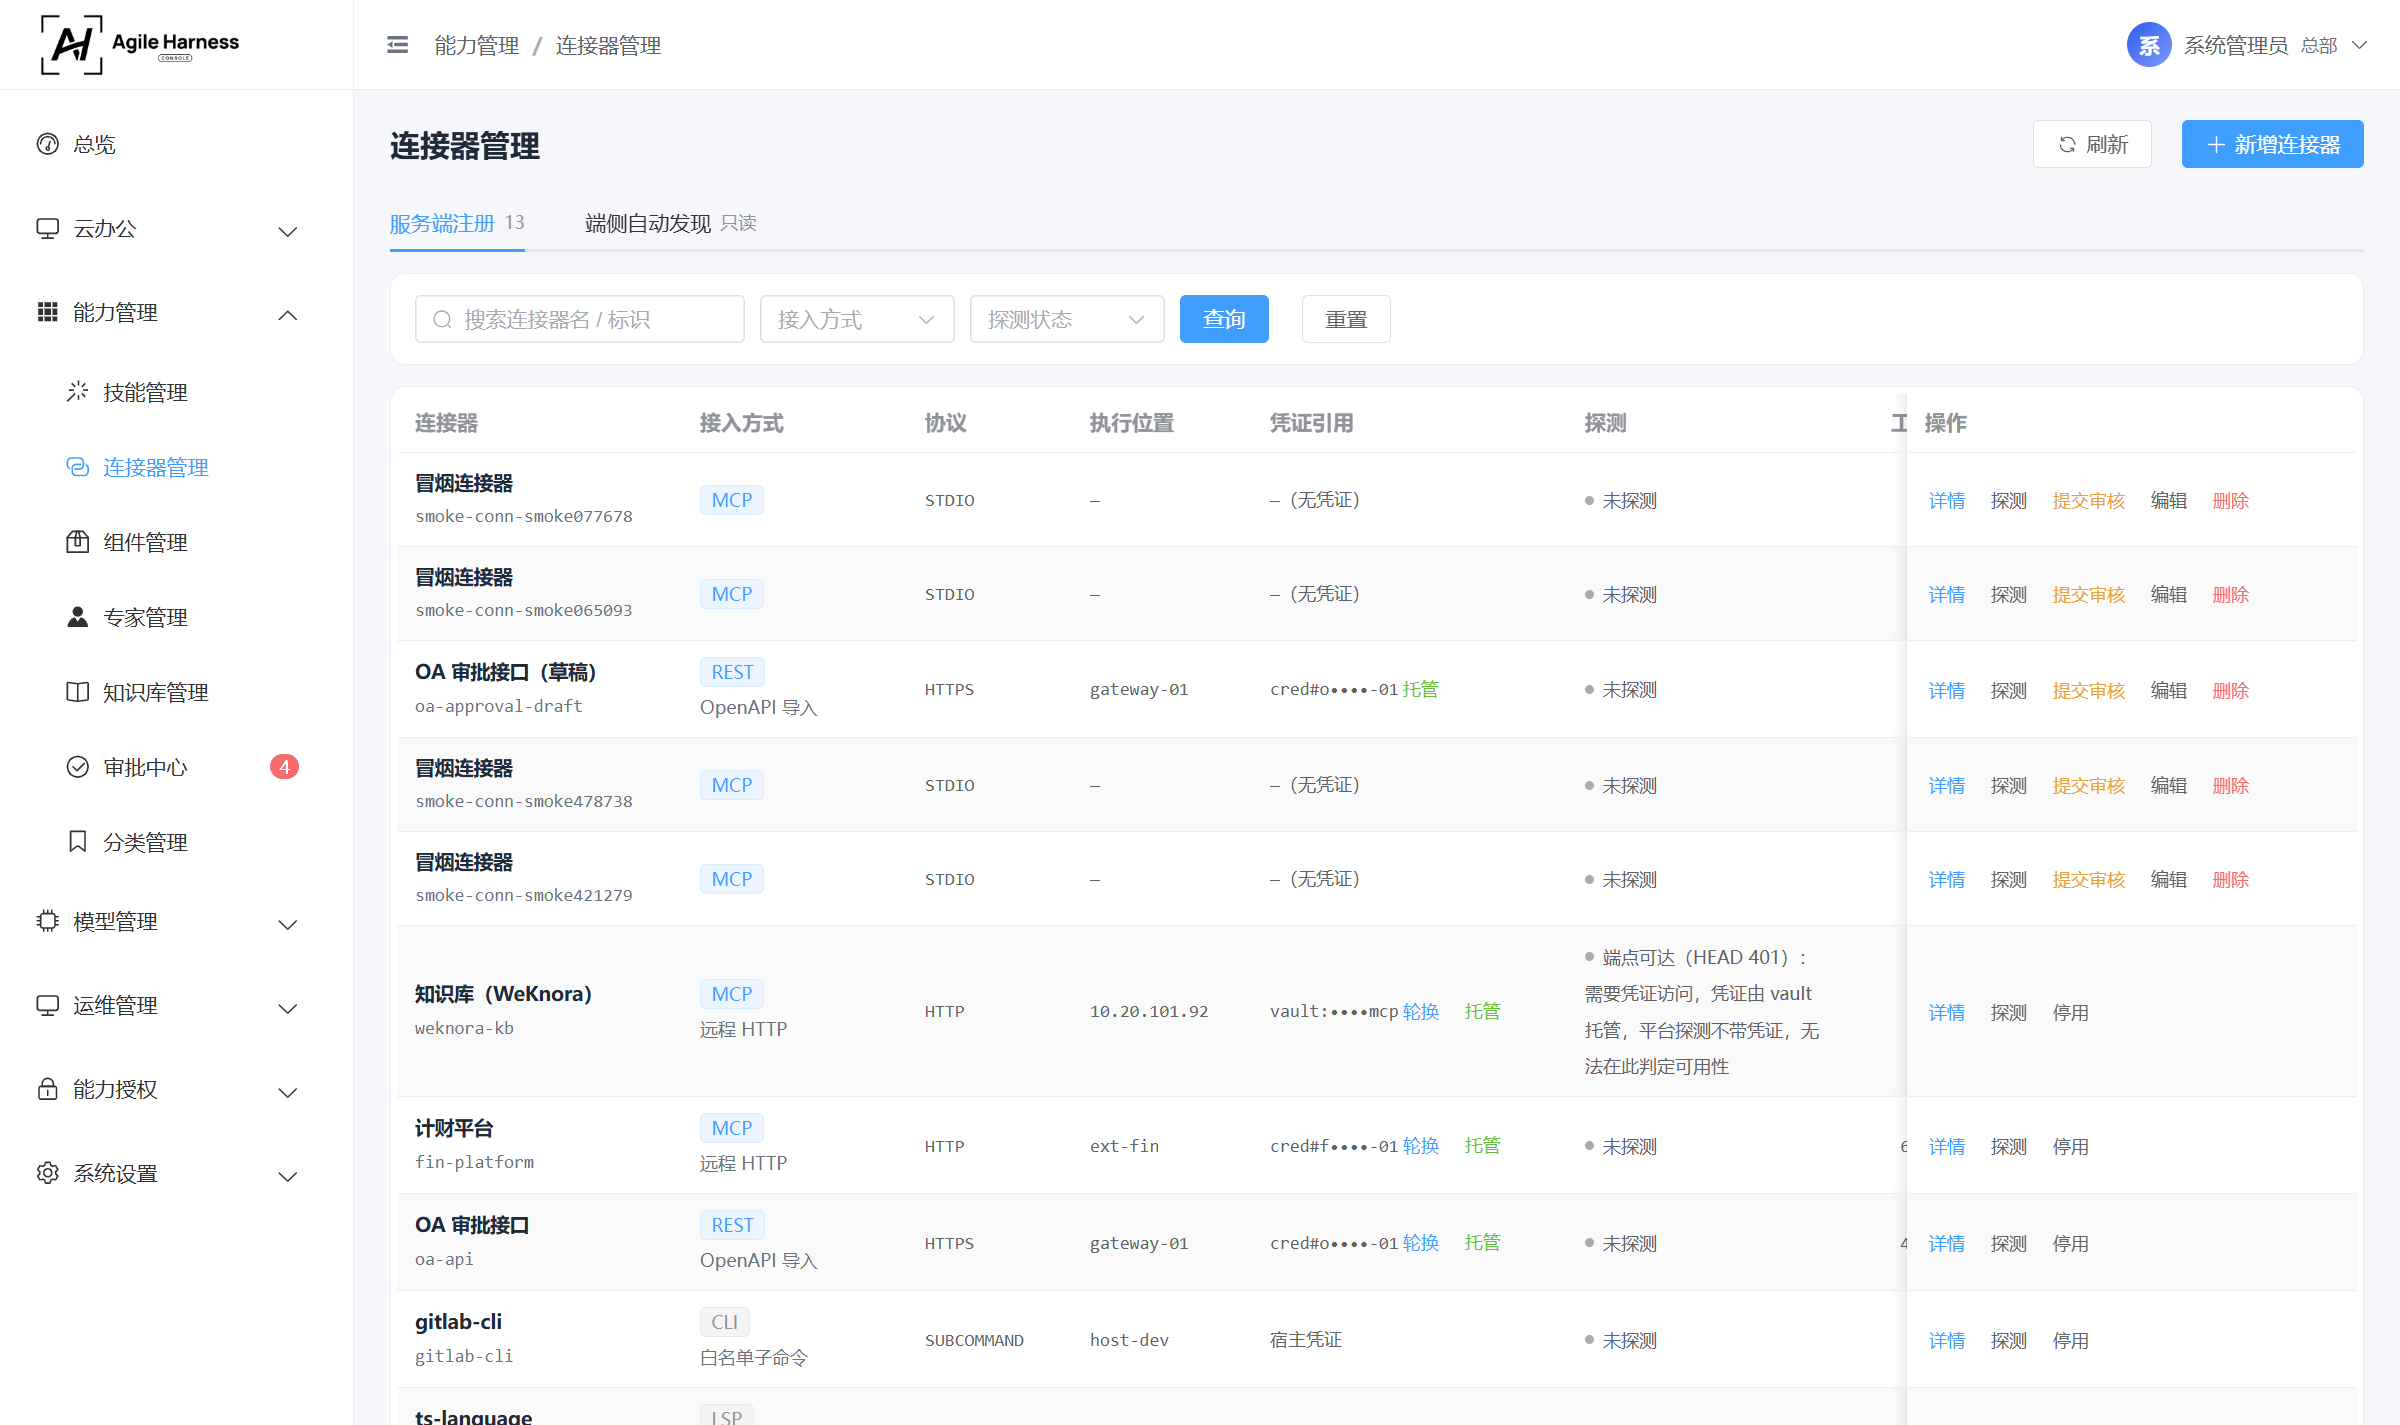 Agile Harness
CONSOLE
能力管理 / 连接器管理
系 系统管理员 总部
总览
云办公
能力管理
技能管理
连接器管理
组件管理
专家管理
知识库管理
审批中心 4
分类管理
模型管理
运维管理
能力授权
系统设置
连接器管理
刷新
新增连接器
服务端注册 13
端侧自动发现 只读
搜索连接器名 / 标识
接入方式
探测状态
查询
重置
连接器 接入方式 协议 执行位置 凭证引用 探测 操作
冒烟连接器
smoke-conn-smoke077678
MCP STDIO — —（无凭证） 未探测 详情 探测 提交审核 编辑 删除
冒烟连接器
smoke-conn-smoke065093
MCP STDIO — —（无凭证） 未探测 详情 探测 提交审核 编辑 删除
OA 审批接口（草稿）
oa-approval-draft
REST
OpenAPI 导入
HTTPS gateway-01 cred#o••••-01 托管 未探测 详情 探测 提交审核 编辑 删除
冒烟连接器
smoke-conn-smoke478738
MCP STDIO — —（无凭证） 未探测 详情 探测 提交审核 编辑 删除
冒烟连接器
smoke-conn-smoke421279
MCP STDIO — —（无凭证） 未探测 详情 探测 提交审核 编辑 删除
知识库（WeKnora）
weknora-kb
MCP
远程 HTTP
HTTP 10.20.101.92 vault:••••mcp 轮换 托管
端点可达（HEAD 401）：
需要凭证访问，凭证由 vault
托管，平台探测不带凭证，无
法在此判定可用性
详情 探测 停用
计财平台
fin-platform
MCP
远程 HTTP
HTTP ext-fin cred#f••••-01 轮换 托管 未探测 详情 探测 停用
OA 审批接口
oa-api
REST
OpenAPI 导入
HTTPS gateway-01 cred#o••••-01 轮换 托管 未探测 4 详情 探测 停用
gitlab-cli
gitlab-cli
CLI
白名单子命令
SUBCOMMAND host-dev 宿主凭证 未探测 详情 探测 停用
ts-language
LSP